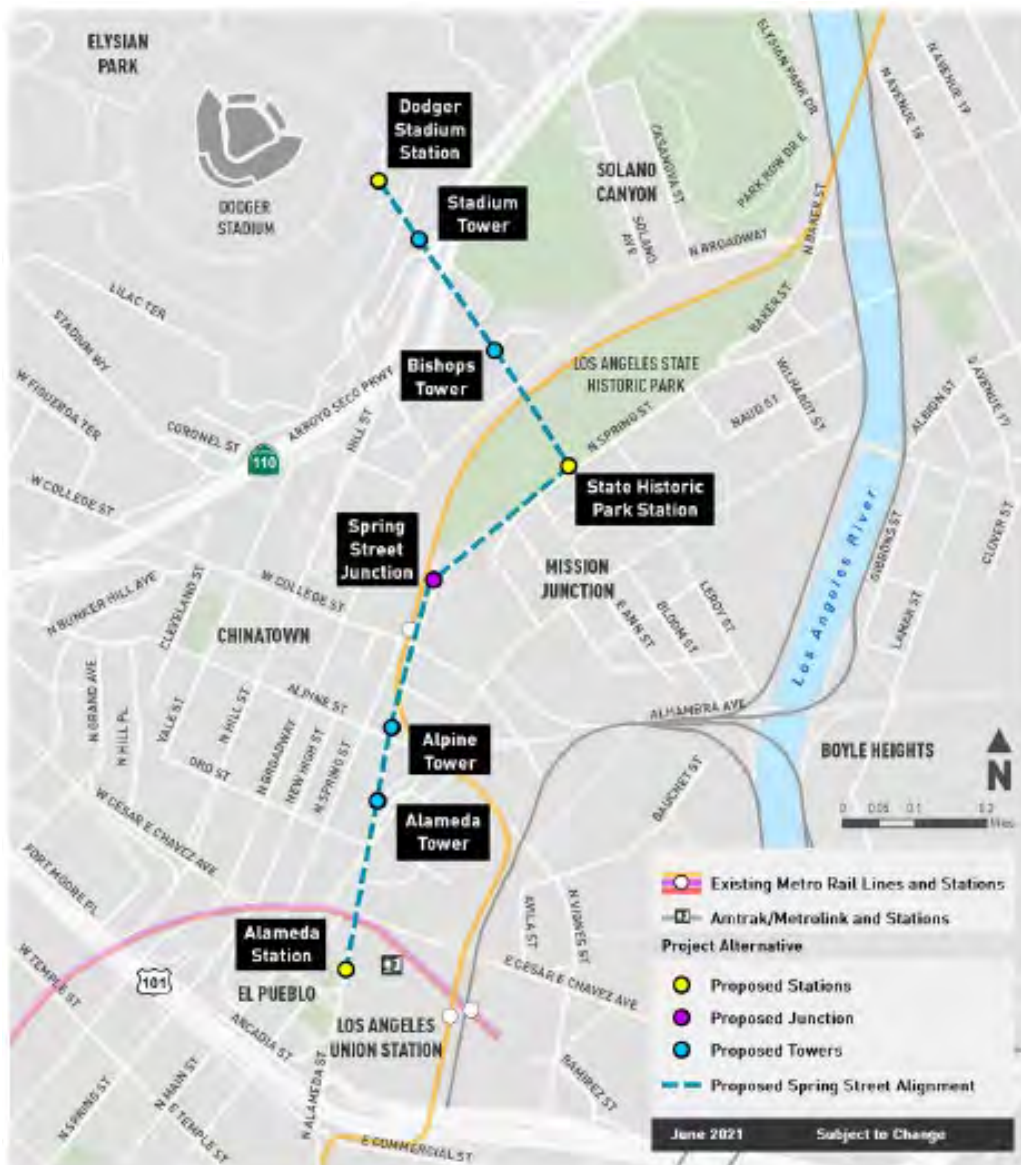 ELYSIAN
PARK
Dodger
Stadium
Station
DODGER
STADIUM
Stadium
Tower
SOLANO
CANYON
CASANOVA ST
SOLANO
AVE
ELYSIAN PARK DR
PARK ROW DR E
N BROADWAY
N BAKER ST
BAKER ST
N AVENUE 18
N AVENUE 19
LILAC TER
STADIUM WY
W FIGUEROA TER
CORONEL ST
110
ARROYO SECO PKWY
HILL ST
Bishops
Tower
LOS ANGELES STATE
HISTORIC PARK
N SPRING ST
NAUD ST
WILHARDT ST
ALBION ST
S AVENUE 17
GIBBONS ST
CLOVER ST
LAMAR ST
W COLLEGE ST
State Historic
Park Station
Spring
Street
Junction
MISSION
JUNCTION
LEROY ST
BLOOM ST
E ANN ST
Los Angeles River
N BUNKER HILL AVE
CLEVELAND ST
W COLLEGE ST
CHINATOWN
N GRAND AVE
N HILL PL
YALE ST
N HILL ST
ALPINE ST
ORD ST
N BROADWAY
NEW HIGH ST
N SPRING ST
Alpine
Tower
Alameda
Tower
ALHAMBRA AVE
BOYLE HEIGHTS
BAUCHET ST
N
0 0.05 0.1 0.2
Miles
W CESAR E CHAVEZ AVE
FORT MOORE PL
W TEMPLE ST
101
Alameda
Station
EL PUEBLO
LOS ANGELES
UNION STATION
ARCADIA ST
N ALAMEDA ST
N SPRING ST
N MAIN ST
E TEMPLE ST
E COMMERCIAL ST
AVILA ST
N VIGNES ST
E CESAR E CHAVEZ AVE
RAMIREZ ST
Existing Metro Rail Lines and Stations
Amtrak/Metrolink and Stations
Project Alternative
Proposed Stations
Proposed Junction
Proposed Towers
Proposed Spring Street Alignment
June 2021 Subject to Change